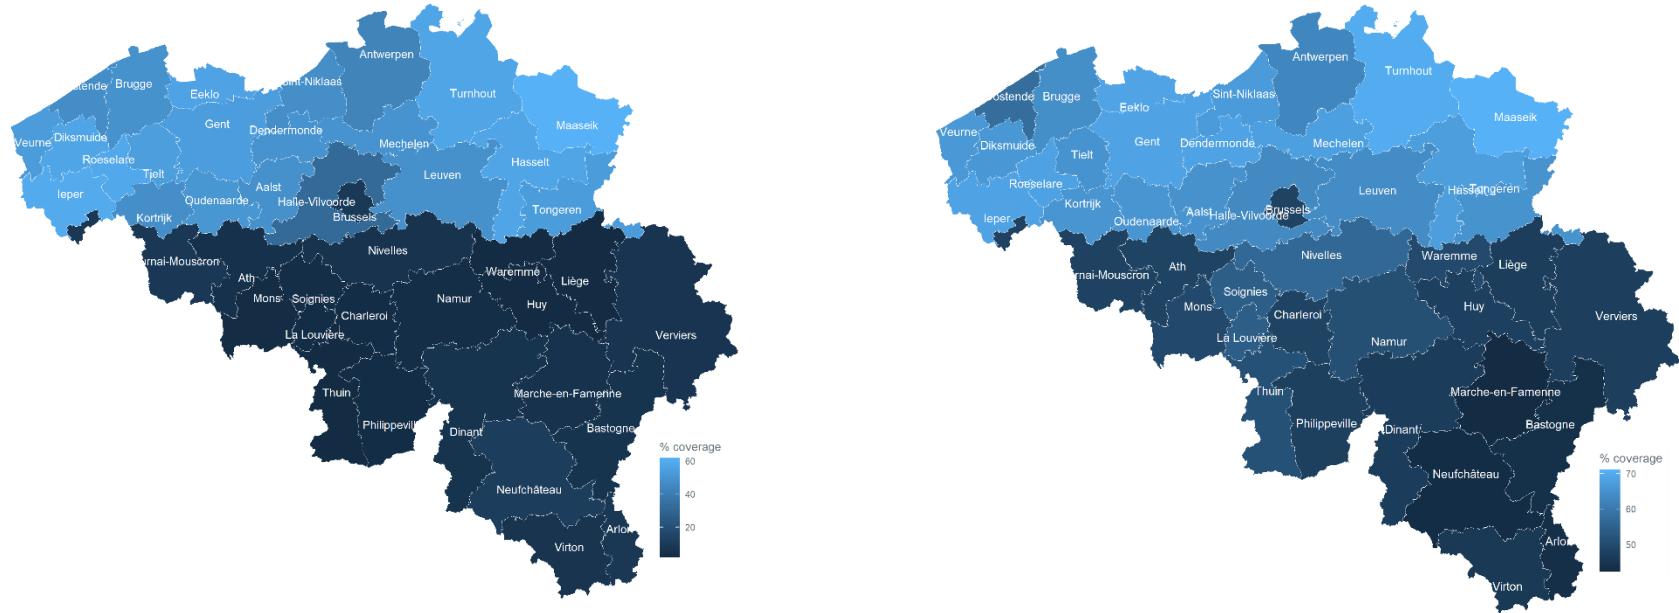 Antwerpen
Brugge
stende
Sint-Niklaas
Eeklo
Turnhout
Gent
Dendermonde
Maaseik
Veurne
Diksmuide
Mechelen
Roeselare
Hasselt
Tielt
Leuven
Ieper
Aalst
Oudenaarde
Halle-Vilvoorde
Kortrijk
Brussels
Tongeren
Nivelles
rnai-Mouscron
Waremme
Ath
Liège
Mons
Soignies
Namur
Huy
Charleroi
La Louvière
Verviers
Thuin
Marche-en-Famenne
Philippevill
Dinant
Bastogne
Neufchâteau
Arlon
Virton
% coverage
60
40
20
Antwerpen
Turnhout
Oostende
Brugge
Sint-Niklaas
Eeklo
Maaseik
Veurne
Diksmuide
Gent
Dendermonde
Mechelen
Tielt
Roeselare
Leuven
Hasselt
Tongeren
Kortrijk
Ieper
Oudenaarde
Aalst
Halle-Vilvoorde
Brussels
Nivelles
Waremme
rnai-Mouscron
Ath
Liège
Soignies
Mons
Huy
Charleroi
Verviers
La Louvière
Namur
Thuin
Marche-en-Famenne
Philippeville
Dinant
Bastogne
Neufchâteau
Arlon
Virton
% coverage
70
60
50